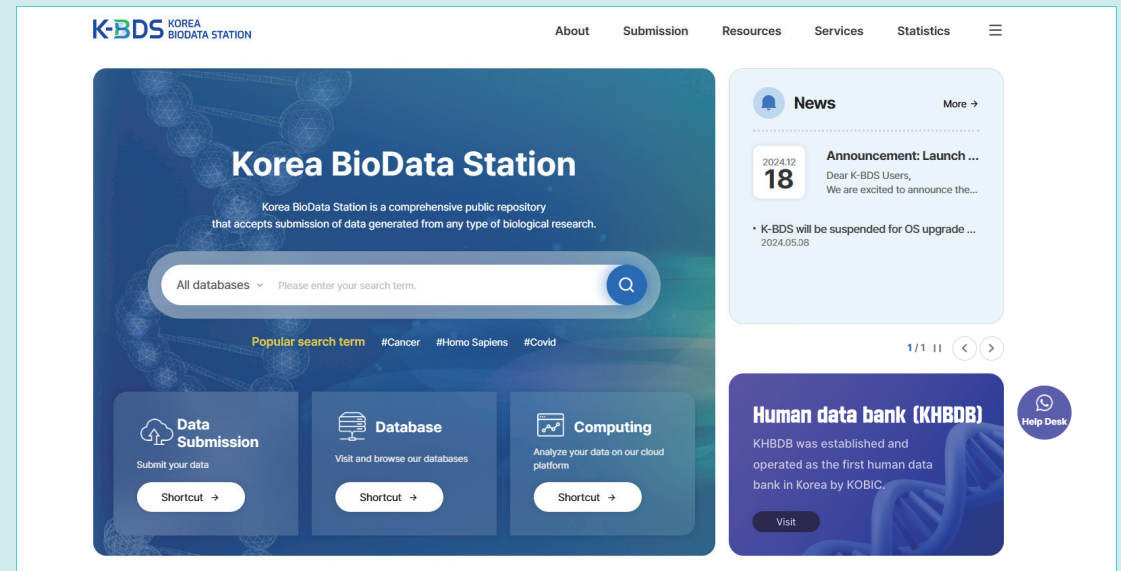 K-BDS KOREA
BIODATA STATION
About Submission Resources Services Statistics
Korea BioData Station
Korea BioData Station is a comprehensive public repository
that accepts submission of data generated from any type of biological research.
All databases Please enter your search term.
Popular search term #Cancer #Homo Sapiens #Covid
Data
Submission
Submit your data
Shortcut →
Database
Visit and browse our databases
Shortcut →
Computing
Analyze your data on our cloud
platform
Shortcut →
News More →
2024.12
18
Announcement: Launch ...
Dear K-BDS Users,
We are excited to announce the...
• K-BDS will be suspended for OS upgrade ...
2024.05.08
1 / 1
Human data bank (KHBDB)
KHBDB was established and
operated as the first human data
bank in Korea by KOBIC.
Visit
Help Desk